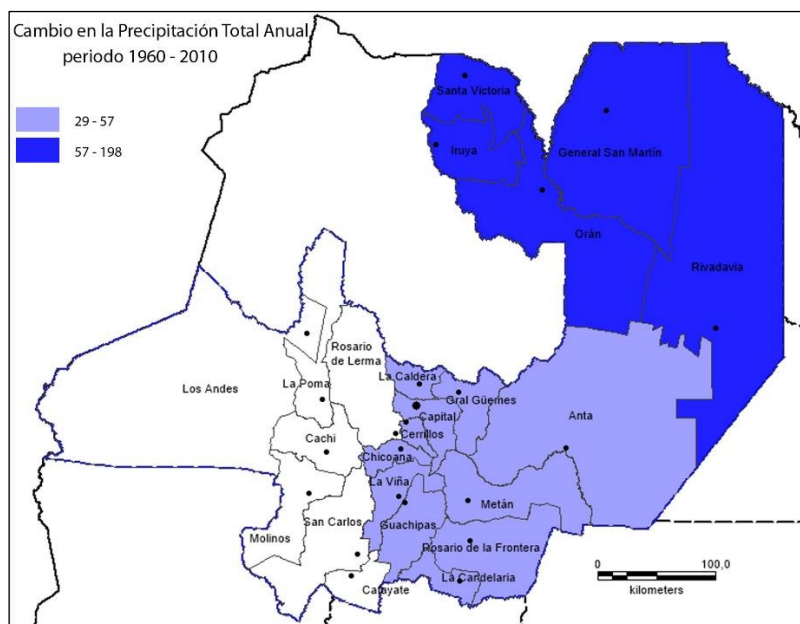 Cambio en la Precipitación Total Anual
periodo 1960 - 2010
29 - 57
57 - 198
Santa Victoria
Iruya
General San Martín
Orán
Rivadavia
Rosario
de Lerma
Los Andes
La Poma
La Caldera
Gral Güemes
Capital
Anta
Cerrillos
Cachi
Chicoana
La Viña
Metán
Molinos
San Carlos
Guachipas
Rosario de la Frontera
La Candelaria
Cafayate
0
100,0
kilometers